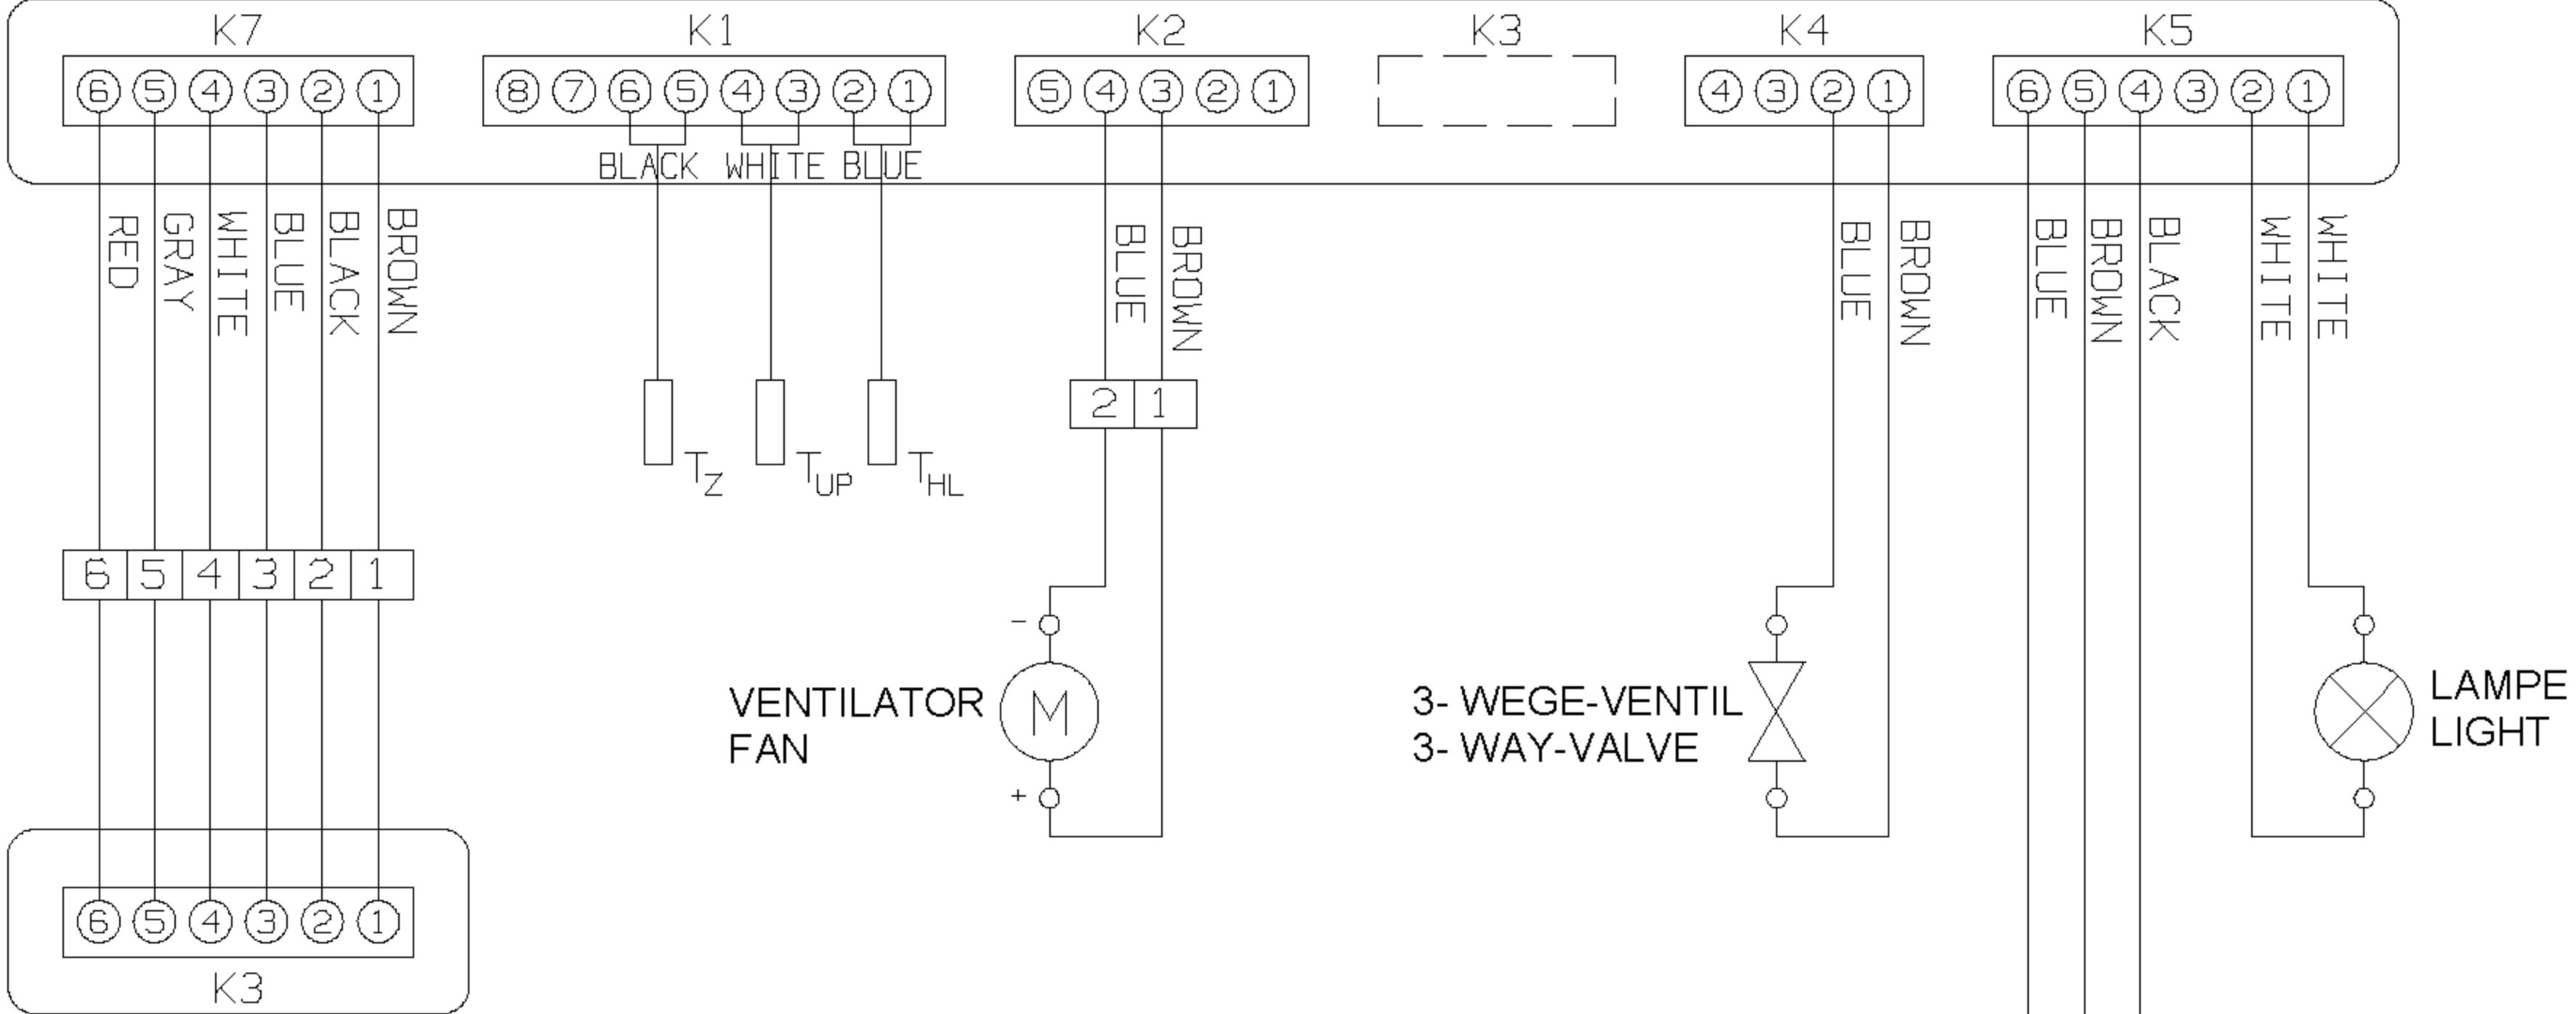 K7 K1 K2 K3 K4 K5
6 5 4 3 2 1 8 7 6 5 4 3 2 1 5 4 3 2 1 4 3 2 1 6 5 4 3 2 1
BLACK WHITE BLUE
RED
GRAY
WHITE
BLUE
BLACK
BROWN
BLUE
BROWN
BLUE
BROWN
BLUE
BROWN
BLACK
WHITE
WHITE
2 1
TZ TUP THL
6 5 4 3 2 1
-
M
+
VENTILATOR
FAN
3- WEGE-VENTIL
3- WAY-VALVE
LAMPE
LIGHT
6 5 4 3 2 1
K3